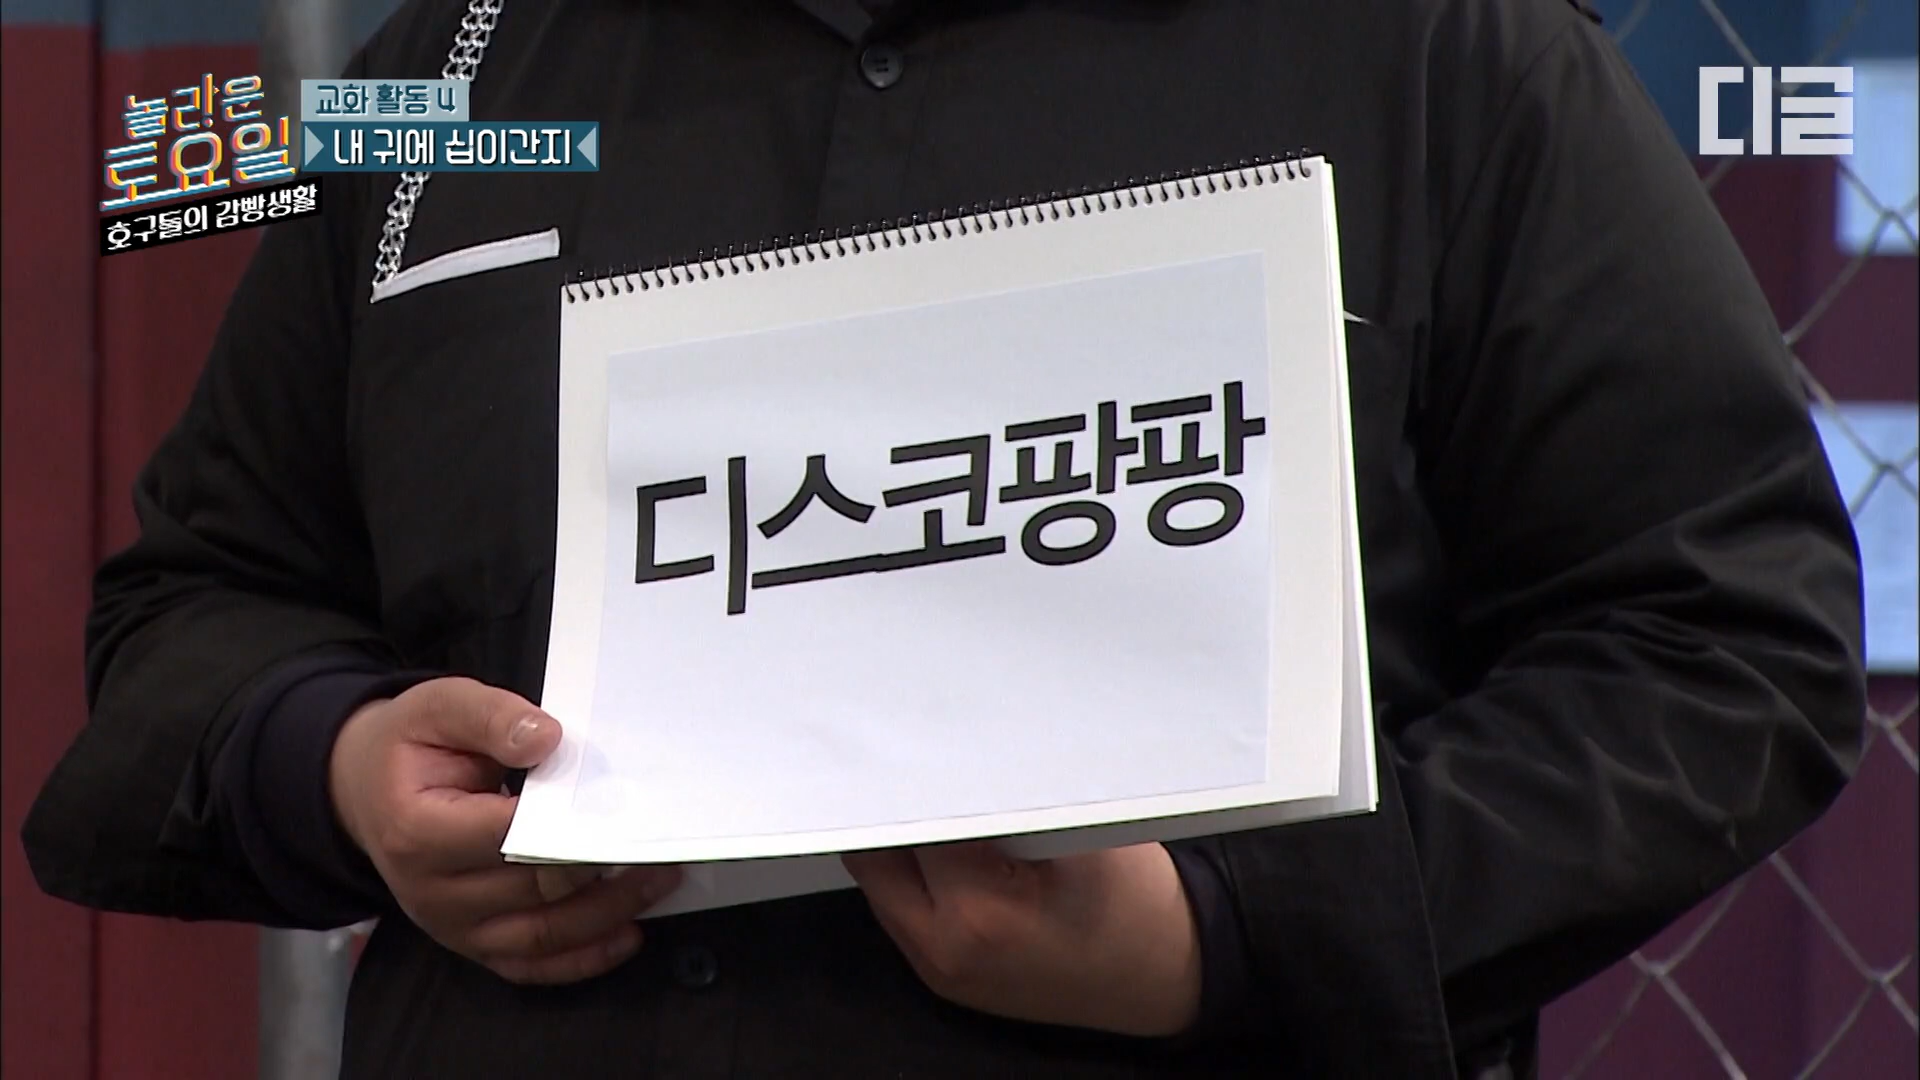 놀라운
토요일
호구들의 감빵생활
교화 활동 4
내 귀에 십이간지
디글
디스코팡팡